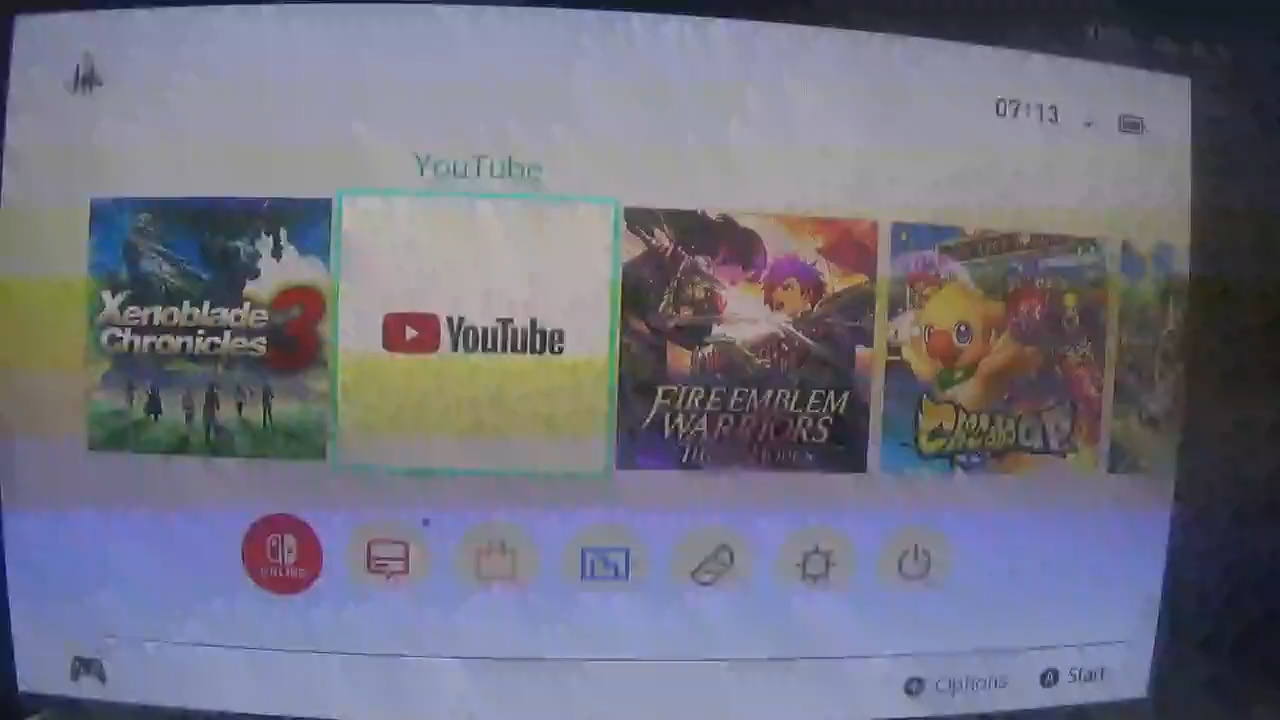 07:13
YouTube
Xenoblade
Chronicles 3
YouTube
FIRE EMBLEM
WARRIORS
ONLINE
Options
A Start